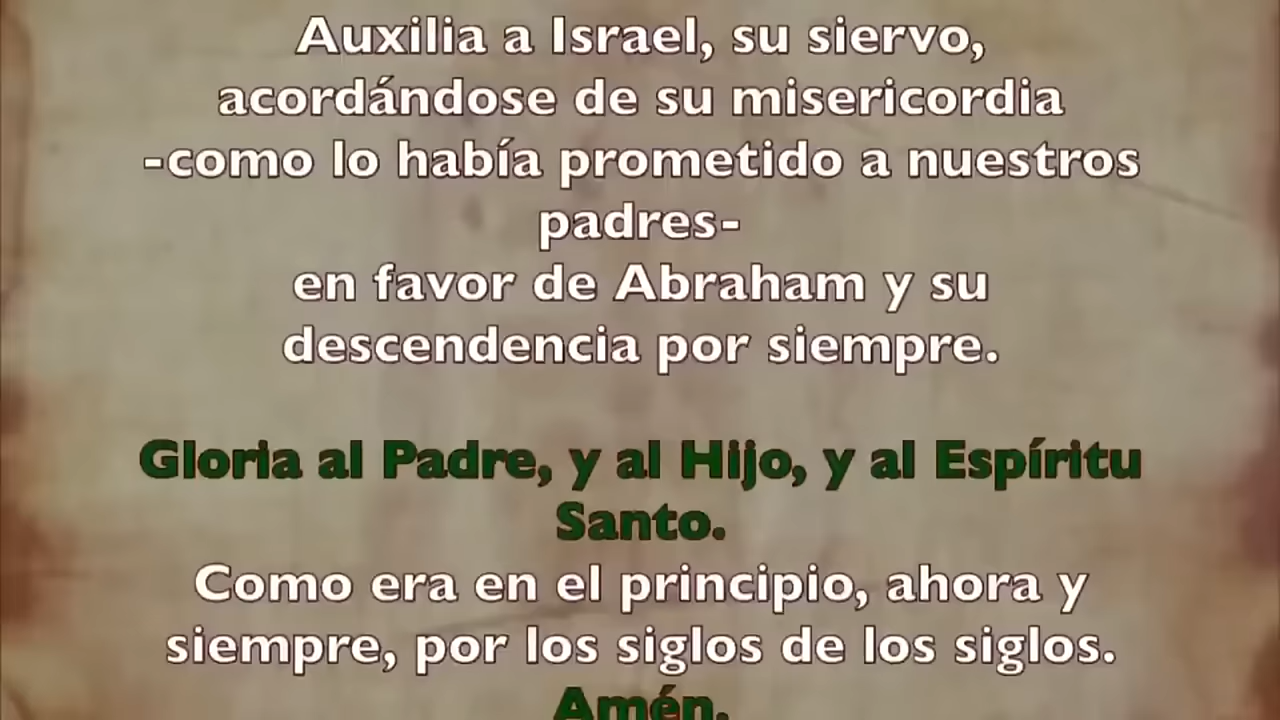 Auxilia a Israel, su siervo,
acordándose de su misericordia
-como lo había prometido a nuestros
padres-
en favor de Abraham y su
descendencia por siempre.
Gloria al Padre, y al Hijo, y al Espíritu
Santo.
Como era en el principio, ahora y
siempre, por los siglos de los siglos.
Amén.